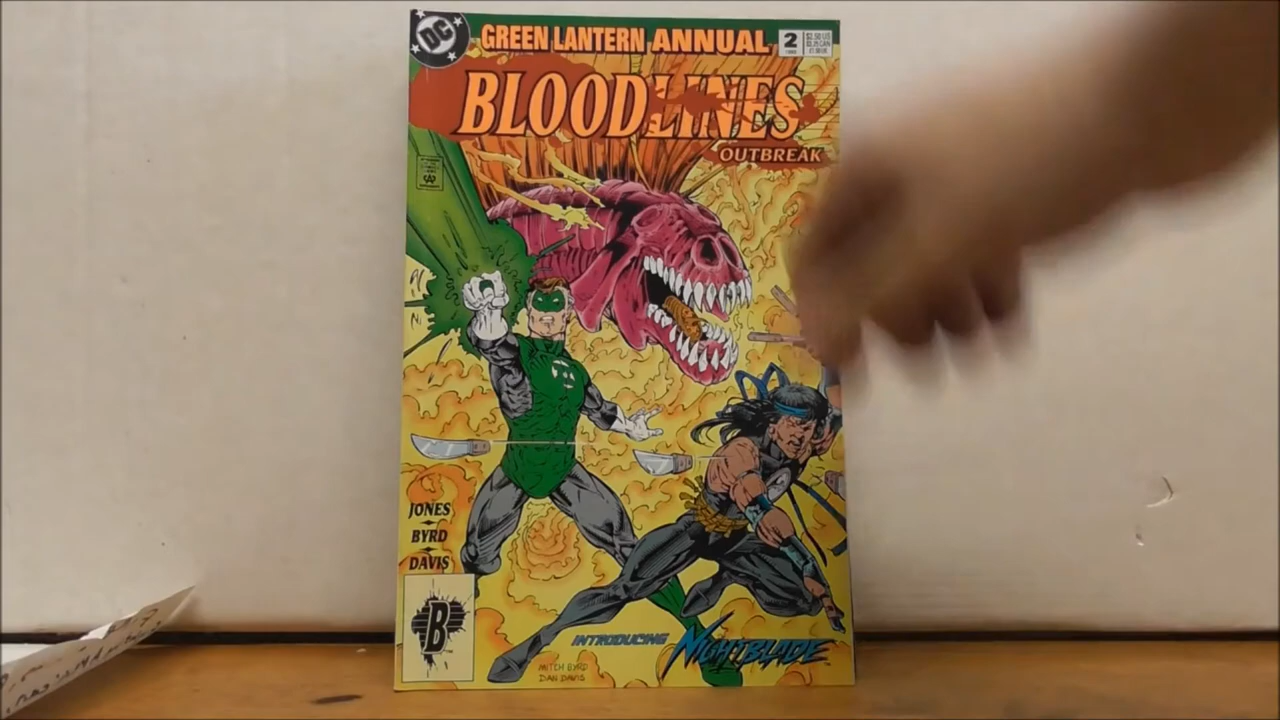 DC
GREEN LANTERN ANNUAL
2
BLOODLINES
OUTBREAK
JONES
BYRD
DAVIS
B
INTRODUCING NIGHTBLADE
MITCH BYRD
DAN DAVIS